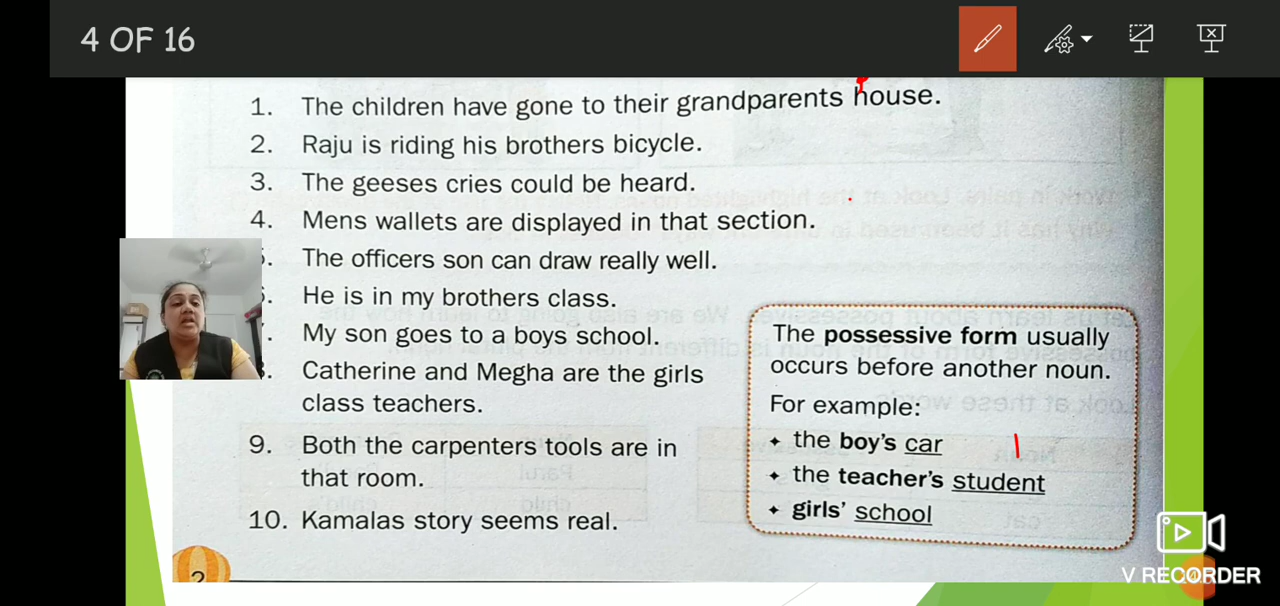 4 OF 16
1. The children have gone to their grandparents house.
2. Raju is riding his brothers bicycle.
3. The geeses cries could be heard.
4. Mens wallets are displayed in that section.
. The officers son can draw really well.
. He is in my brothers class.
. My son goes to a boys school.
. Catherine and Megha are the girls
class teachers.
9. Both the carpenters tools are in
that room.
10. Kamalas story seems real.
2
The possessive form usually
occurs before another noun.
For example:
✦ the boy's car
✦ the teacher's student
✦ girls' school
V RECORDER